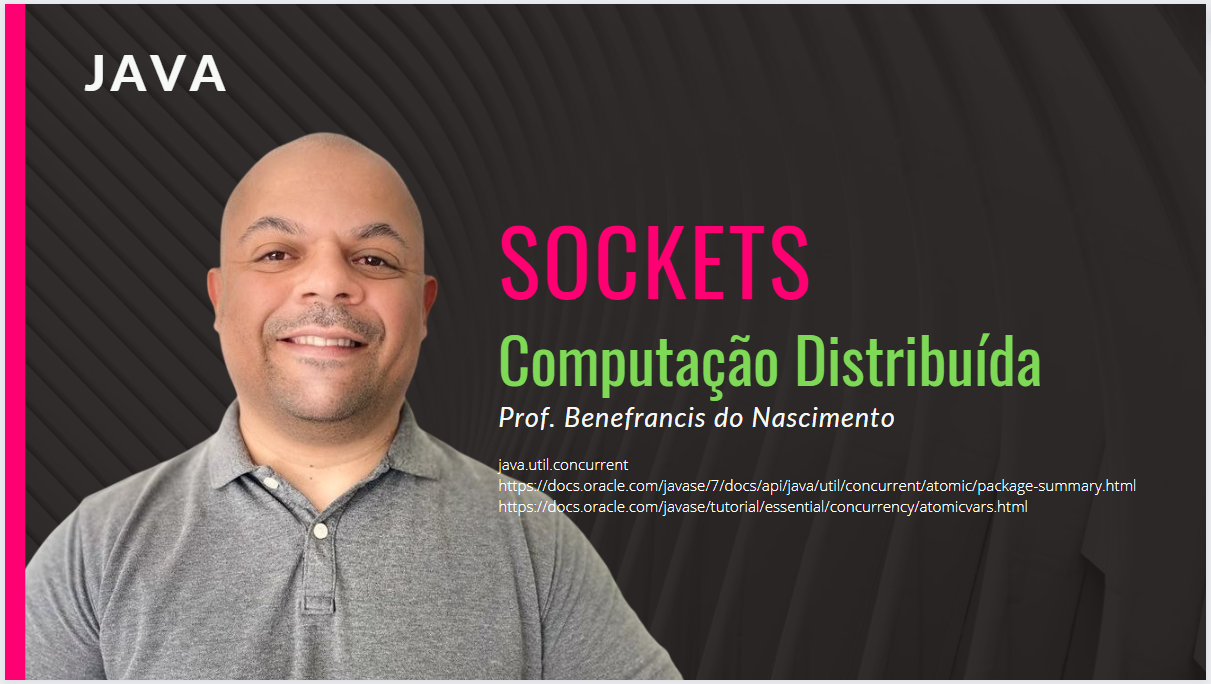 JAVA
SOCKETS
Computação Distribuída
Prof. Benefrancis do Nascimento
java.util.concurrent
https://docs.oracle.com/javase/7/docs/api/java/util/concurrent/atomic/package-summary.html
https://docs.oracle.com/javase/tutorial/essential/concurrency/atomicvars.html